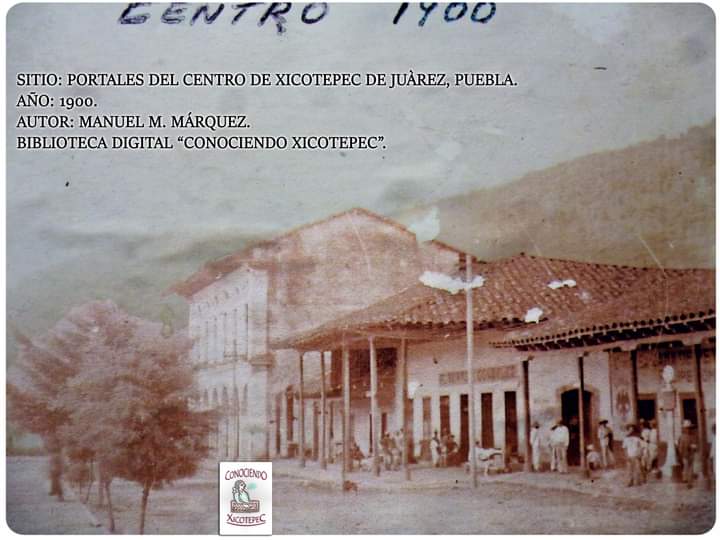 CENTRO 1900
SITIO: PORTALES DEL CENTRO DE XICOTEPEC DE JUÀREZ, PUEBLA.
AÑO: 1900.
AUTOR: MANUEL M. MÁRQUEZ.
BIBLIOTECA DIGITAL “CONOCIENDO XICOTEPEC”.
CONOCIENDO
XICOTEPEC